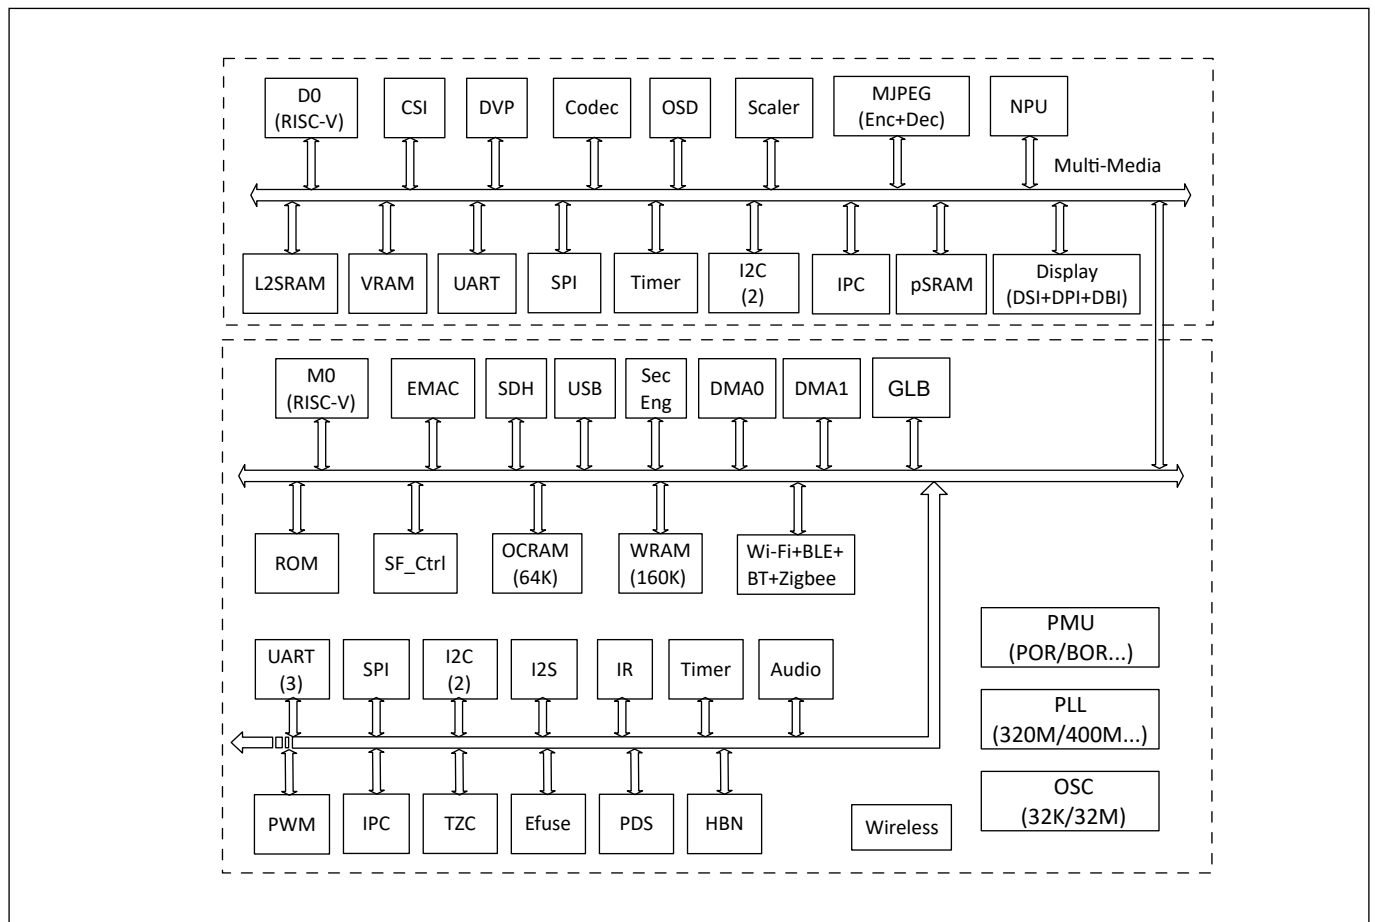 D0
(RISC-V)
CSI
DVP
Codec
OSD
Scaler
MJPEG
(Enc+Dec)
NPU
Multi-Media
L2SRAM
VRAM
UART
SPI
Timer
I2C
(2)
IPC
pSRAM
Display
(DSI+DPI+DBI)
M0
(RISC-V)
EMAC
SDH
USB
Sec
Eng
DMA0
DMA1
GLB
ROM
SF_Ctrl
OCRAM
(64K)
WRAM
(160K)
Wi-Fi+BLE+
BT+Zigbee
UART
(3)
SPI
I2C
(2)
I2S
IR
Timer
Audio
PMU
(POR/BOR...)
PLL
(320M/400M...)
OSC
(32K/32M)
PWM
IPC
TZC
Efuse
PDS
HBN
Wireless